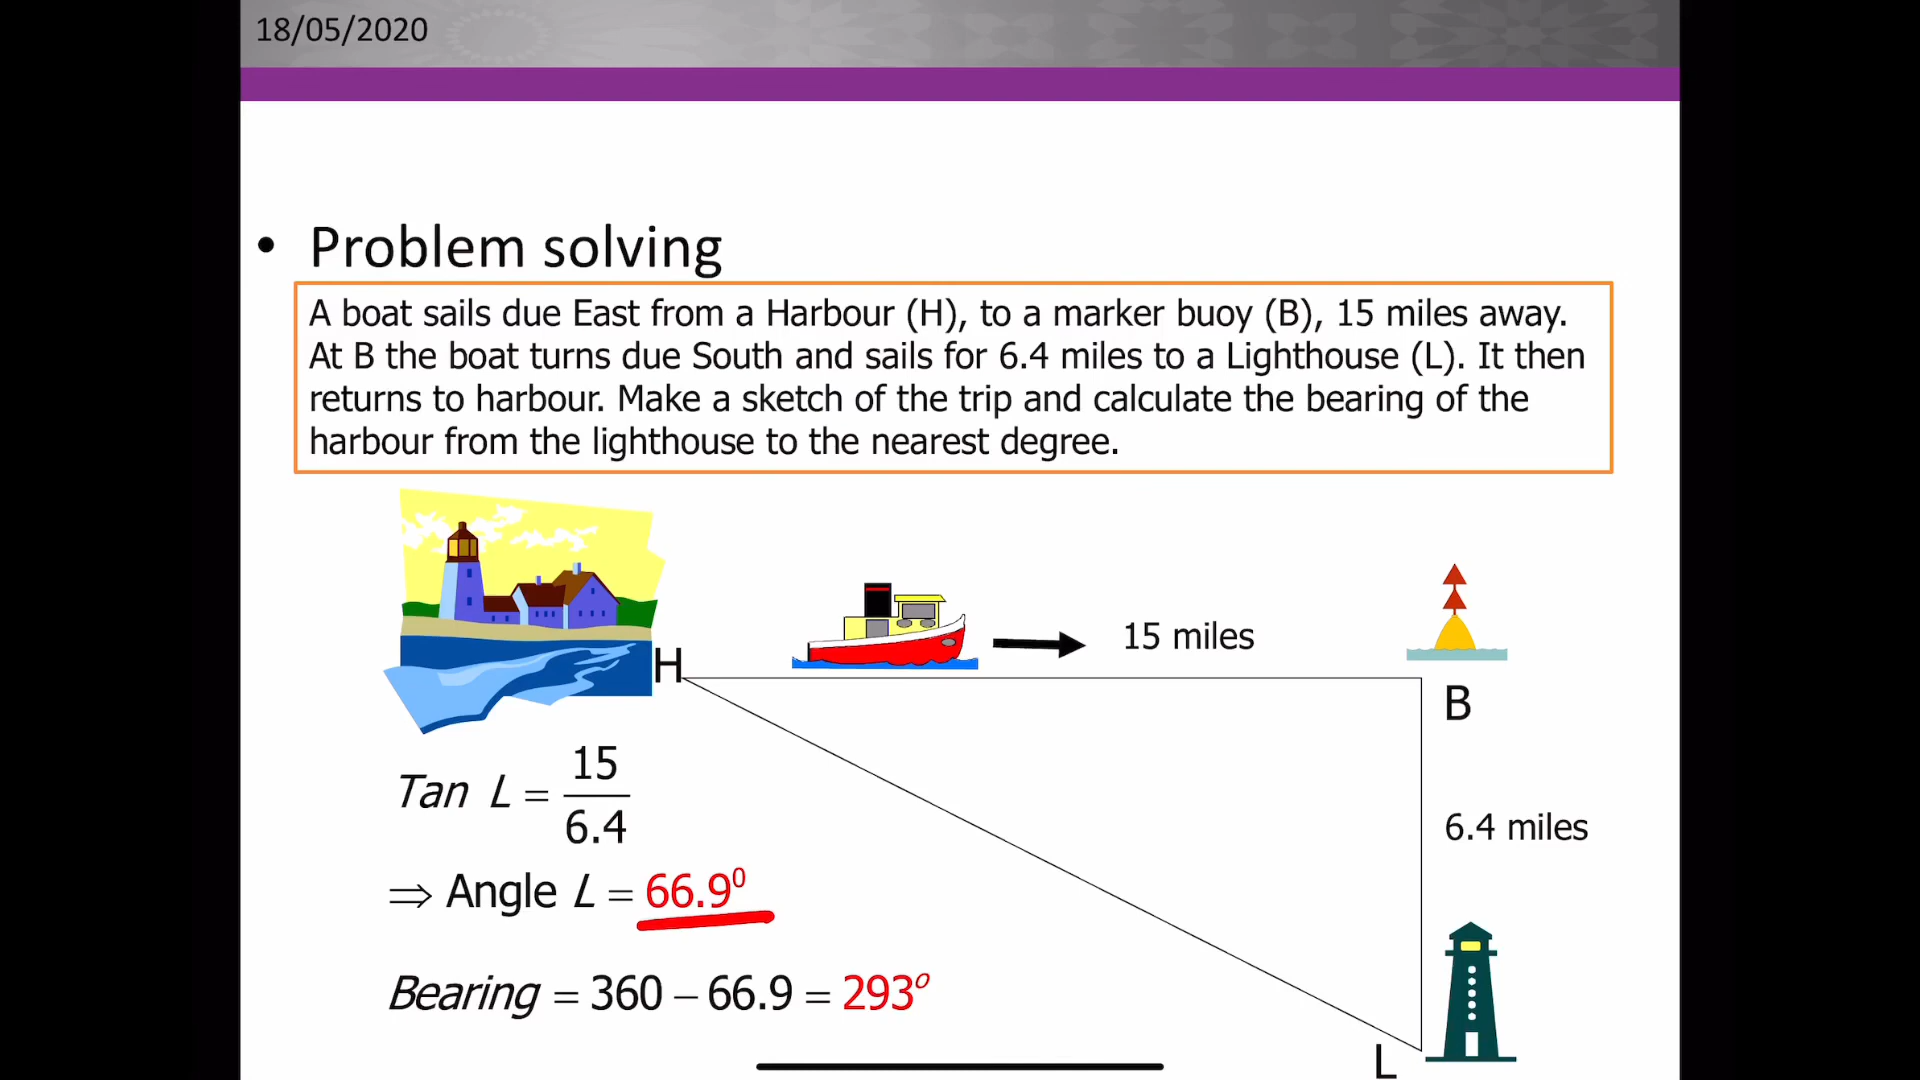 18/05/2020
• Problem solving
A boat sails due East from a Harbour (H), to a marker buoy (B), 15 miles away.
At B the boat turns due South and sails for 6.4 miles to a Lighthouse (L). It then
returns to harbour. Make a sketch of the trip and calculate the bearing of the
harbour from the lighthouse to the nearest degree.
15 miles
H
B
Tan L = 15/6.4
6.4 miles
⇒ Angle L = 66.9⁰
Bearing = 360 – 66.9 = 293º
L